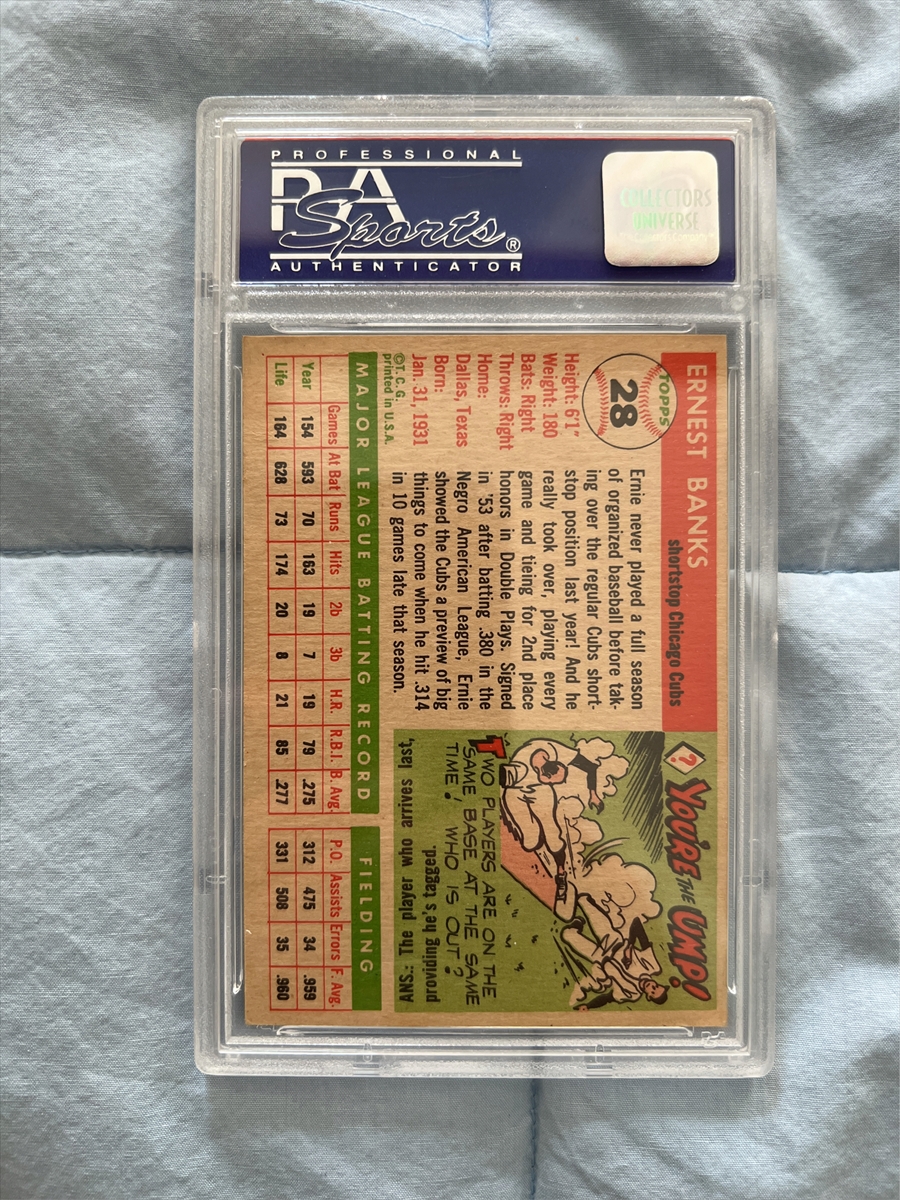 PROFESSIONAL
PSA
Sports®
AUTHENTICATOR
COLLECTORS
UNIVERSE
TOPPS
28
ERNEST BANKS
shortstop Chicago Cubs
Height: 6'1"
Weight: 180
Bats: Right
Throws: Right
Home:
Dallas, Texas
Born:
Jan. 31, 1931
©T.C.G.
printed in U.S.A.
Ernie never played a full season
of organized baseball before tak-
ing over the regular Cubs short-
stop position last year! And he
really took over, playing every
game and tieing for 2nd place
honors in Double Plays. Signed
in '53 after batting .380 in the
Negro American League, Ernie
showed the Cubs a preview of big
things to come when he hit .314
in 10 games late that season.
? YOU'RE THE UMP!
TWO PLAYERS ARE ON THE
SAME BASE AT THE SAME
TIME! WHO IS OUT?
ANS: The player who arrives last,
providing he's tagged.
MAJOR LEAGUE BATTING RECORD FIELDING
Year Games At Bat Runs Hits 2b 3b H.R. R.B.I. B. Avg. P.O. Assists Errors F. Avg.
Year 154 593 70 163 19 7 19 79 .275 312 475 34 .959
Life 164 628 73 174 20 8 21 85 .277 331 508 35 .960